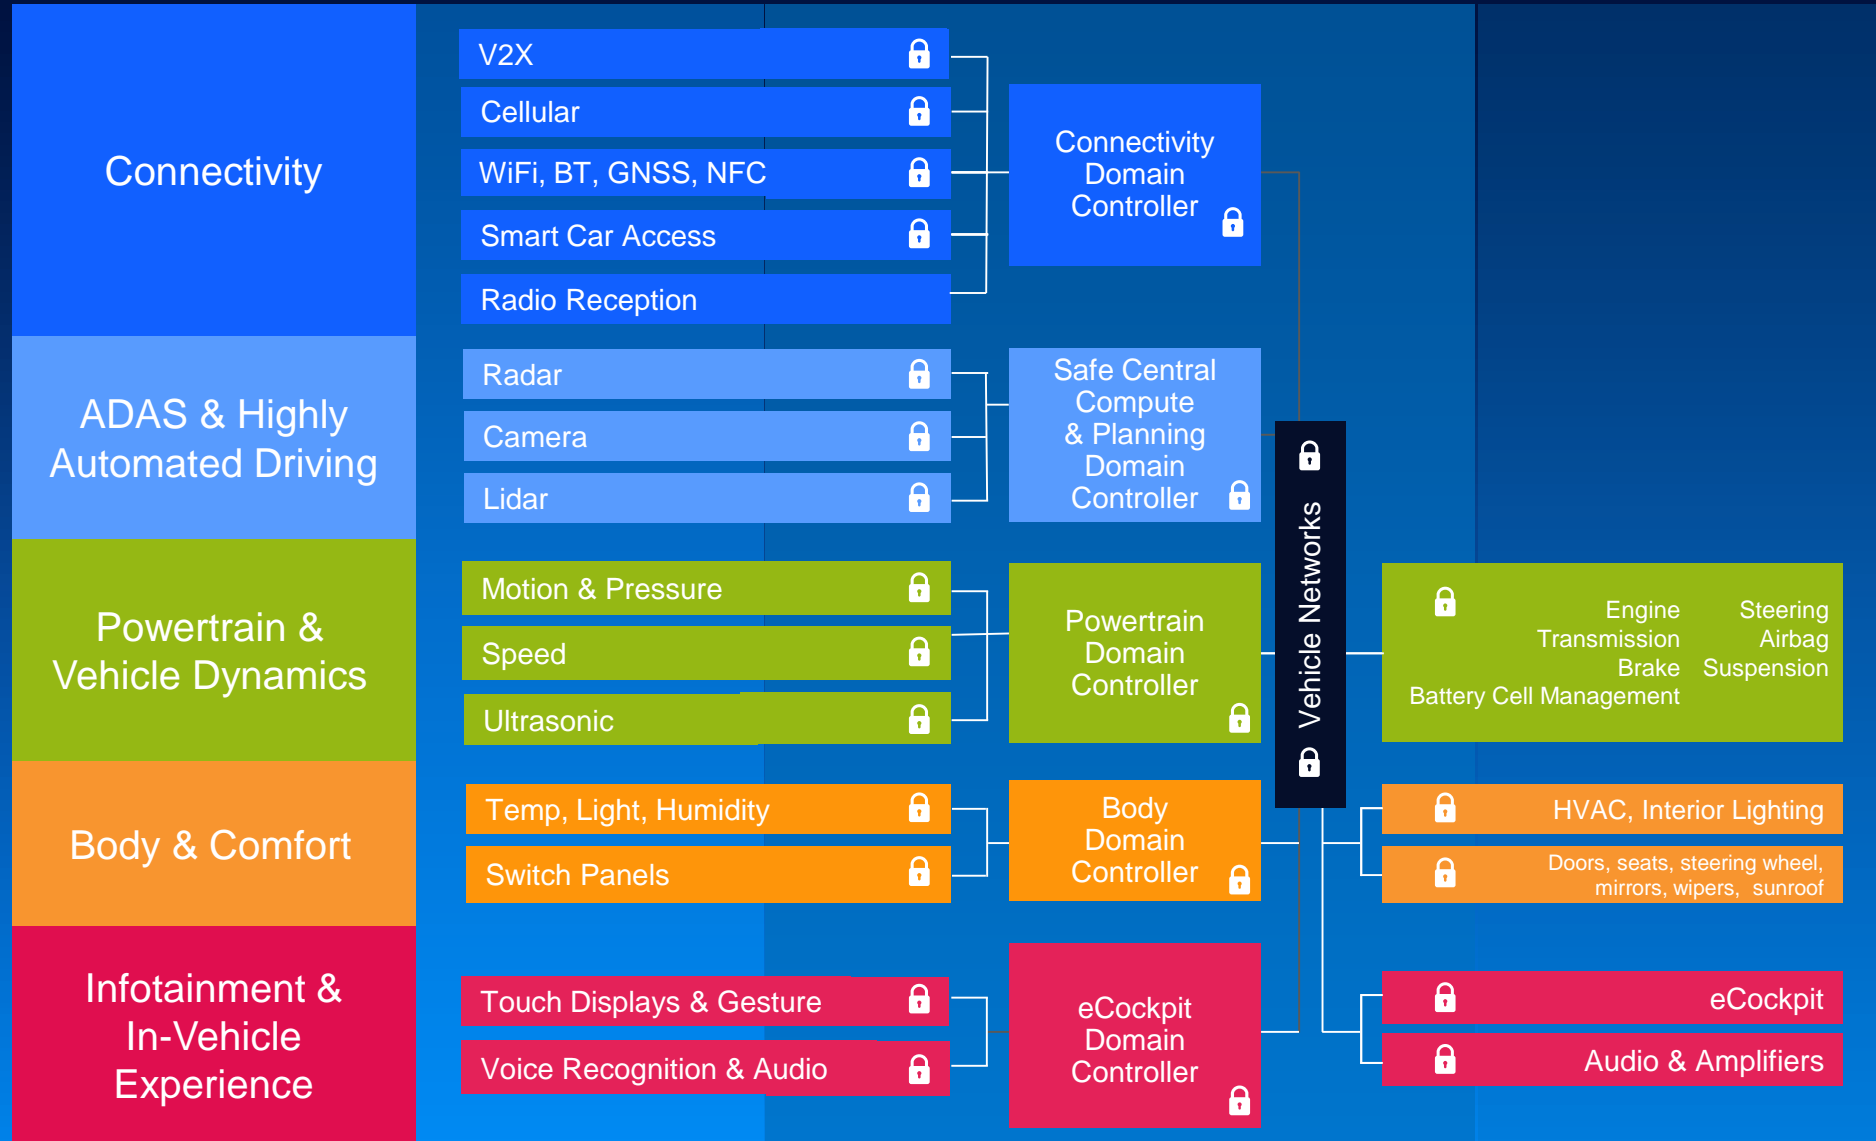 Connectivity
V2X
Cellular
WiFi, BT, GNSS, NFC
Smart Car Access
Radio Reception
Connectivity
Domain
Controller
ADAS & Highly
Automated Driving
Radar
Camera
Lidar
Safe Central
Compute
& Planning
Domain
Controller
Vehicle Networks
Powertrain &
Vehicle Dynamics
Motion & Pressure
Speed
Ultrasonic
Powertrain
Domain
Controller
Engine Steering
Transmission Airbag
Brake Suspension
Battery Cell Management
Body & Comfort
Temp, Light, Humidity
Switch Panels
Body
Domain
Controller
HVAC, Interior Lighting
Doors, seats, steering wheel,
mirrors, wipers, sunroof
Infotainment &
In-Vehicle
Experience
Touch Displays & Gesture
Voice Recognition & Audio
eCockpit
Domain
Controller
eCockpit
Audio & Amplifiers